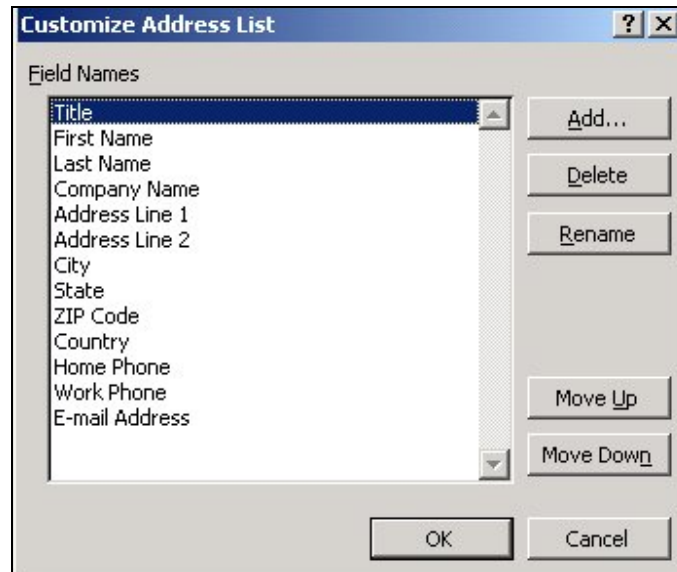 Customize Address List
Field Names
Title
First Name
Last Name
Company Name
Address Line 1
Address Line 2
City
State
ZIP Code
Country
Home Phone
Work Phone
E-mail Address
Add...
Delete
Rename
Move Up
Move Down
OK
Cancel